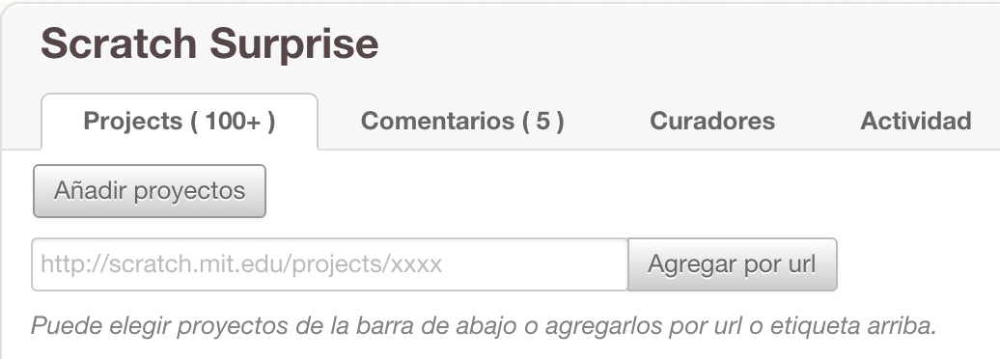 Scratch Surprise
Projects ( 100+ ) Comentarios ( 5 ) Curadores Actividad
Añadir proyectos
http://scratch.mit.edu/projects/xxxx Agregar por url
Puede elegir proyectos de la barra de abajo o agregarlos por url o etiqueta arriba.